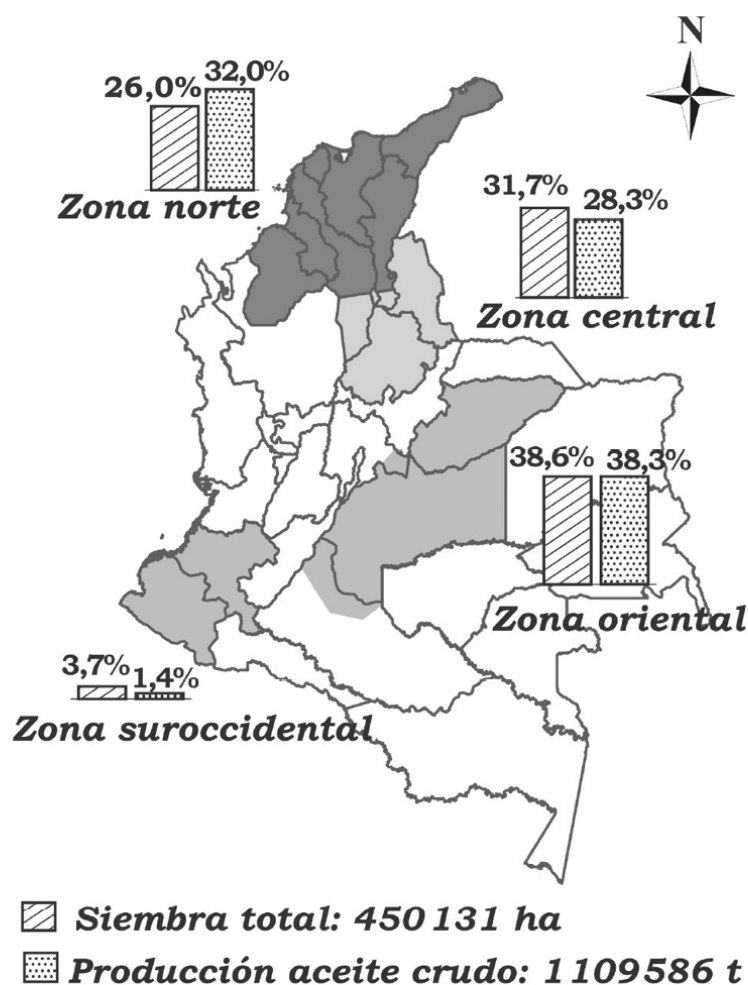 N
26,0% 32,0%
Zona norte
31,7% 28,3%
Zona central
38,6% 38,3%
Zona oriental
3,7% 1,4%
Zona suroccidental
Siembra total: 450 131 ha
Producción aceite crudo: 1 109 586 t